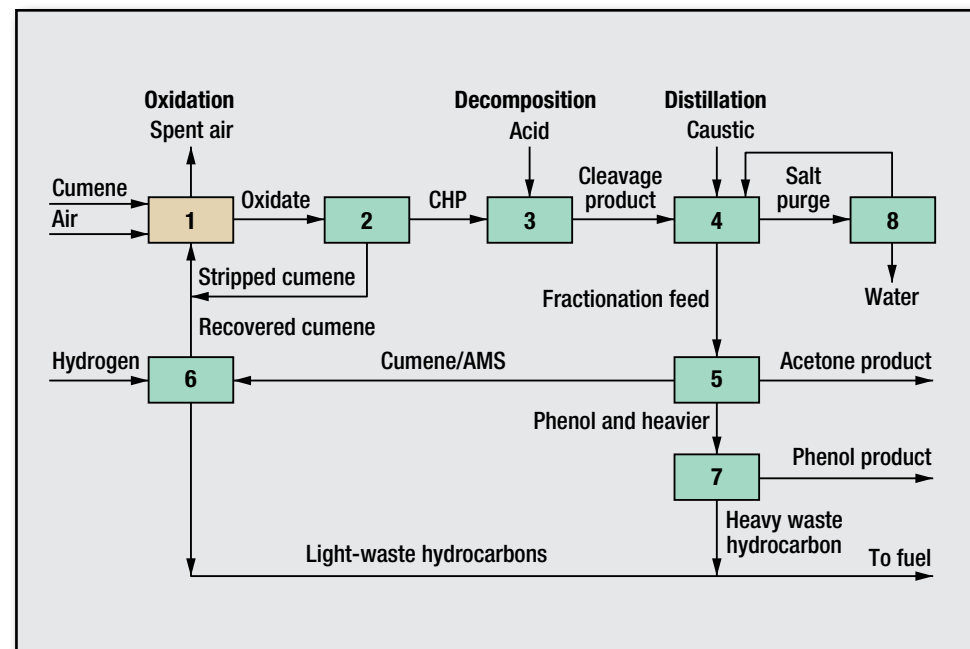 Oxidation
Spent air
Decomposition
Acid
Distillation
Caustic
Cumene
Air
1
Oxidate
2
CHP
3
Cleavage
product
4
Salt
purge
8
Stripped cumene
Water
Fractionation feed
Recovered cumene
Hydrogen
6
Cumene/AMS
5
Acetone product
Phenol and heavier
7
Phenol product
Heavy waste
hydrocarbon
Light-waste hydrocarbons
To fuel